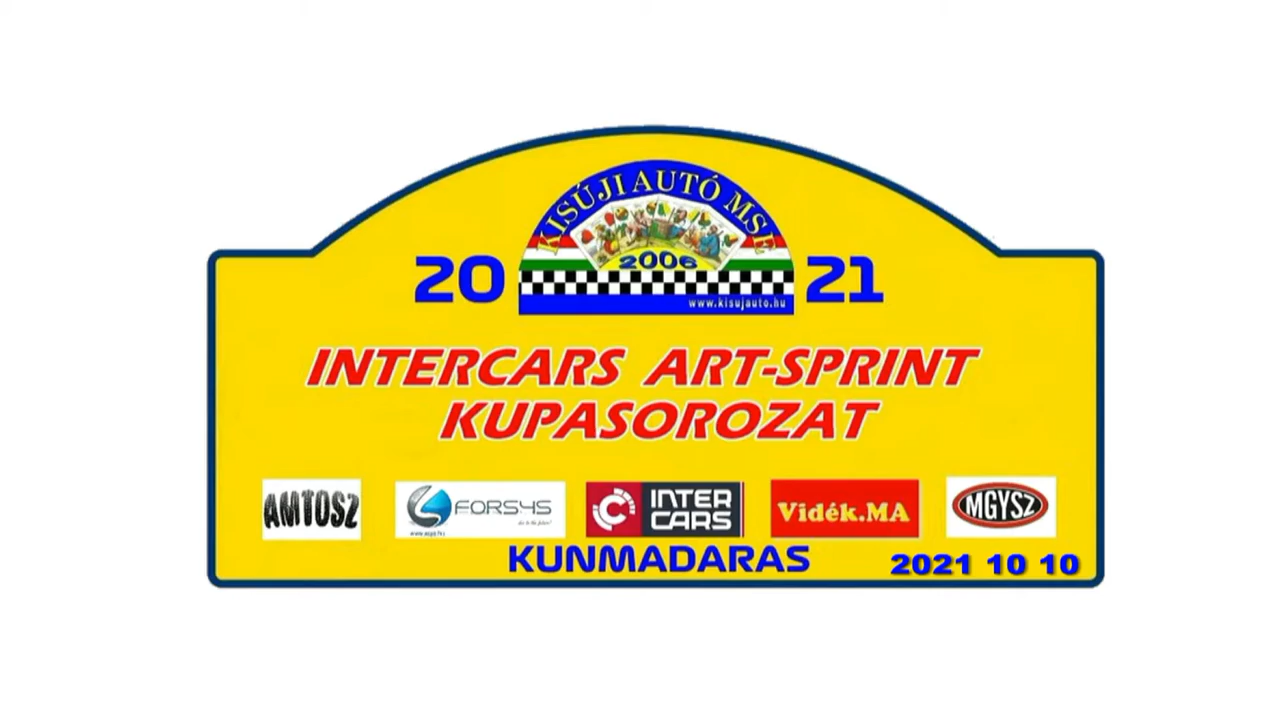 KISÚJI AUTÓ MSE
2006
20 21
www.kisujauto.hu
INTERCARS ART-SPRINT
KUPASOROZAT
AMTOSZ
FORSYS
INTER
CARS
Vidék.MA
MGYSZ
KUNMADARAS
2021 10 10